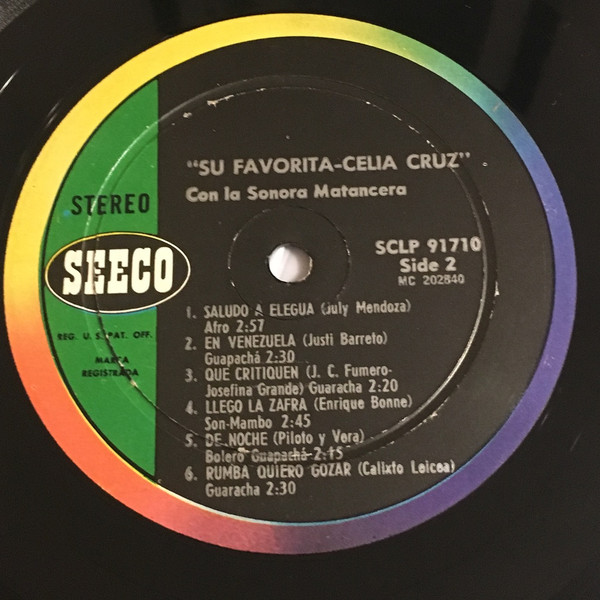 "SU FAVORITA-CELIA CRUZ"
Con la Sonora Matancera
STEREO
SEECO
REG. U. S. PAT. OFF.
MARCA
REGISTRADA
SCLP 91710
Side 2
MC 202840
1. SALUDO A ELEGUA (July Mendoza)
Afro 2:57
2. EN VENEZUELA (Justi Barreto)
Guapachá 2:30
3. QUE CRITIQUEN (J. C. Fumero-
Josefina Grande) Guaracha 2:20
4. LLEGO LA ZAFRA (Enrique Bonne)
Son-Mambo 2:45
5. DE NOCHE (Piloto y Vera)
Bolero Guapachá-2:15
6. RUMBA QUIERO GOZAR (Calixto Leicea)
Guaracha 2:30